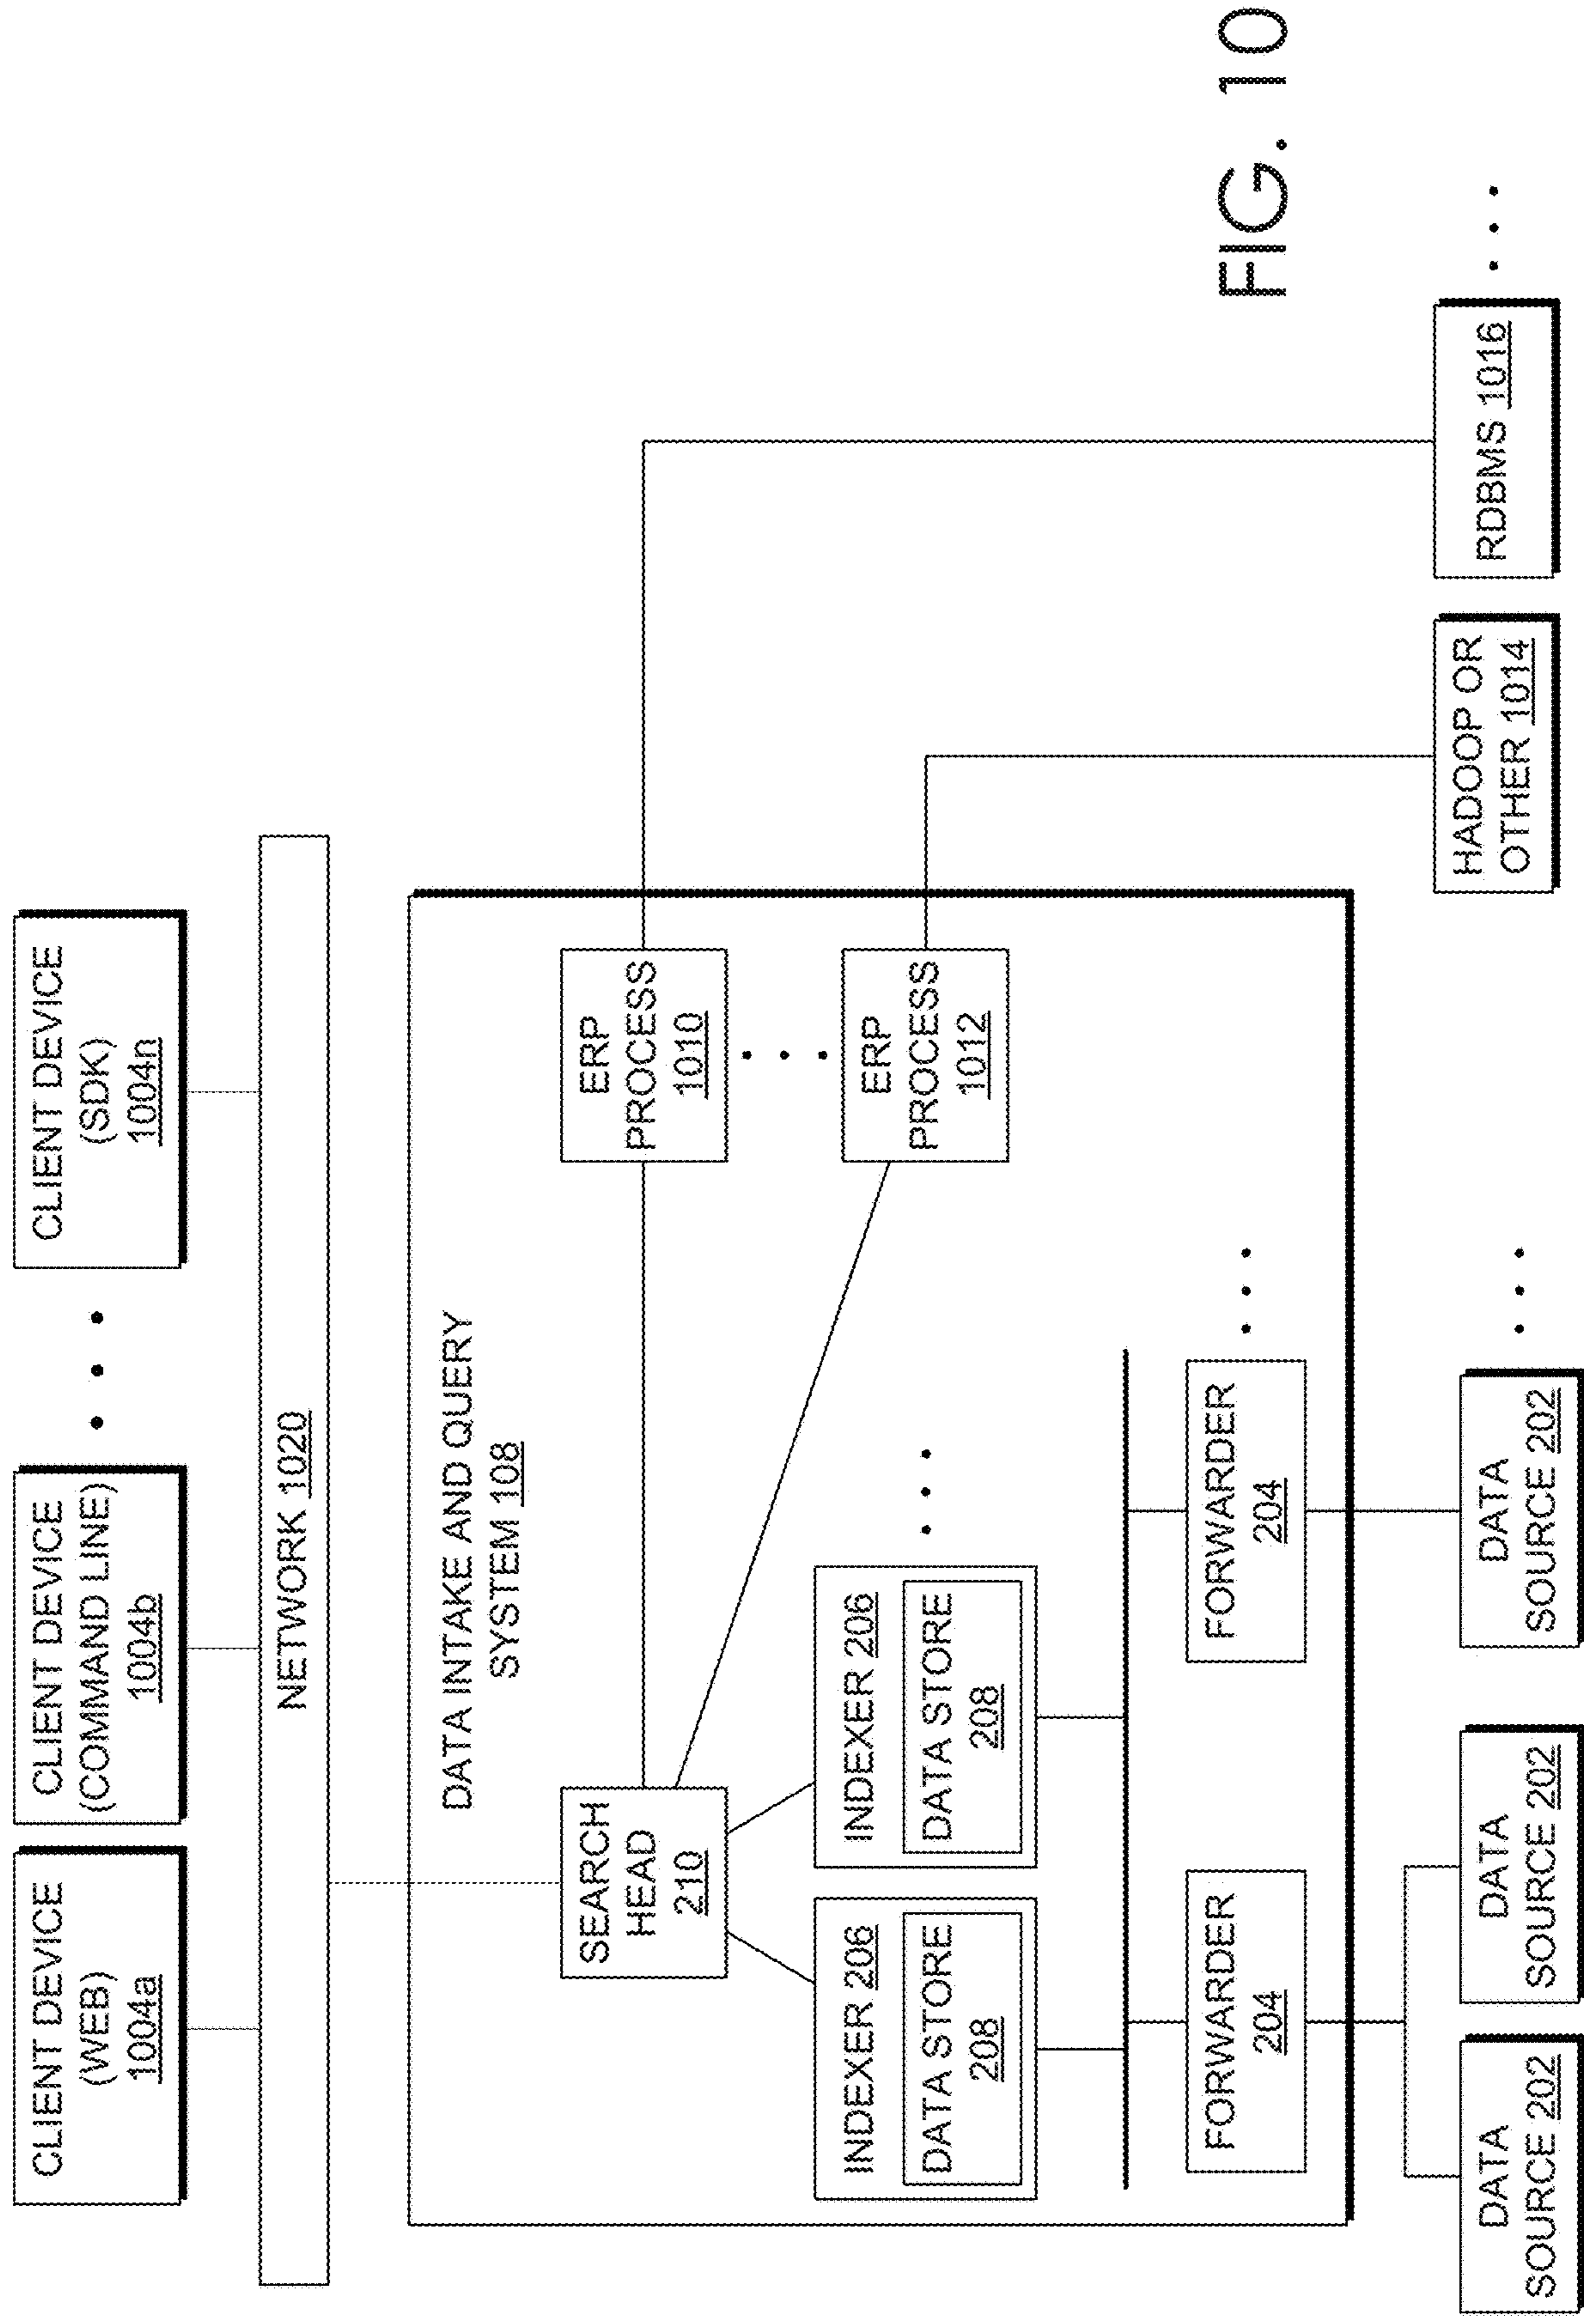 CLIENT DEVICE
(WEB)
1004a
CLIENT DEVICE
(COMMAND LINE)
1004b
CLIENT DEVICE
(SDK)
1004n
NETWORK 1020
DATA INTAKE AND QUERY
SYSTEM 108
SEARCH
HEAD
210
ERP
PROCESS
1010
INDEXER 206
DATA STORE
208
INDEXER 206
DATA STORE
208
ERP
PROCESS
1012
FORWARDER
204
FORWARDER
204
DATA
SOURCE 202
DATA
SOURCE 202
DATA
SOURCE 202
HADOOP OR
OTHER 1014
RDBMS 1016
FIG. 10